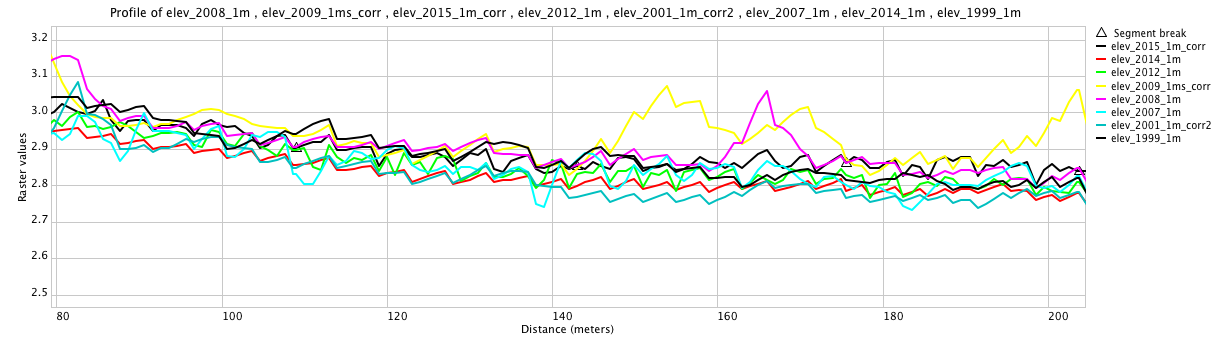 Profile of elev_2008_1m , elev_2009_1ms_corr , elev_2015_1m_corr , elev_2012_1m , elev_2001_1m_corr2 , elev_2007_1m , elev_2014_1m , elev_1999_1m
3.2
3.1
3.0
2.9
2.8
2.7
2.6
2.5
Raster values
80 100 120 140 160 180 200
Distance (meters)
Segment break
elev_2015_1m_corr
elev_2014_1m
elev_2012_1m
elev_2009_1ms_corr
elev_2008_1m
elev_2007_1m
elev_2001_1m_corr2
elev_1999_1m